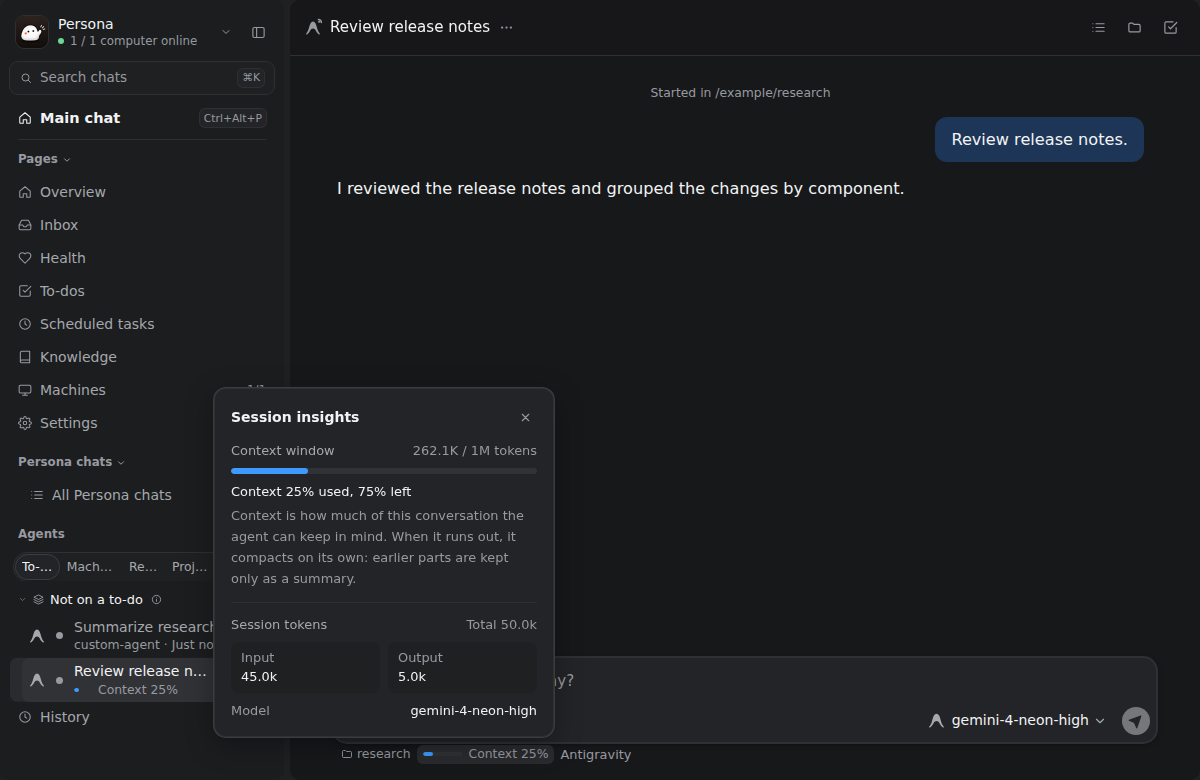 Persona
1 / 1 computer online
Search chats
⌘K
Main chat
Ctrl+Alt+P
Pages
Overview
Inbox
Health
To-dos
Scheduled tasks
Knowledge
Machines
Settings
Persona chats
All Persona chats
Agents
To-...
Mach...
Re...
Proj...
Not on a to-do
Summarize research
custom-agent · Just no
Review release n...
Context 25%
History
Review release notes
Started in /example/research
Review release notes.
I reviewed the release notes and grouped the changes by component.
Session insights
Context window
262.1K / 1M tokens
Context 25% used, 75% left
Context is how much of this conversation the
agent can keep in mind. When it runs out, it
compacts on its own: earlier parts are kept
only as a summary.
Session tokens
Total 50.0k
Input
45.0k
Output
5.0k
Model
gemini-4-neon-high
gemini-4-neon-high
research
Context 25%
Antigravity